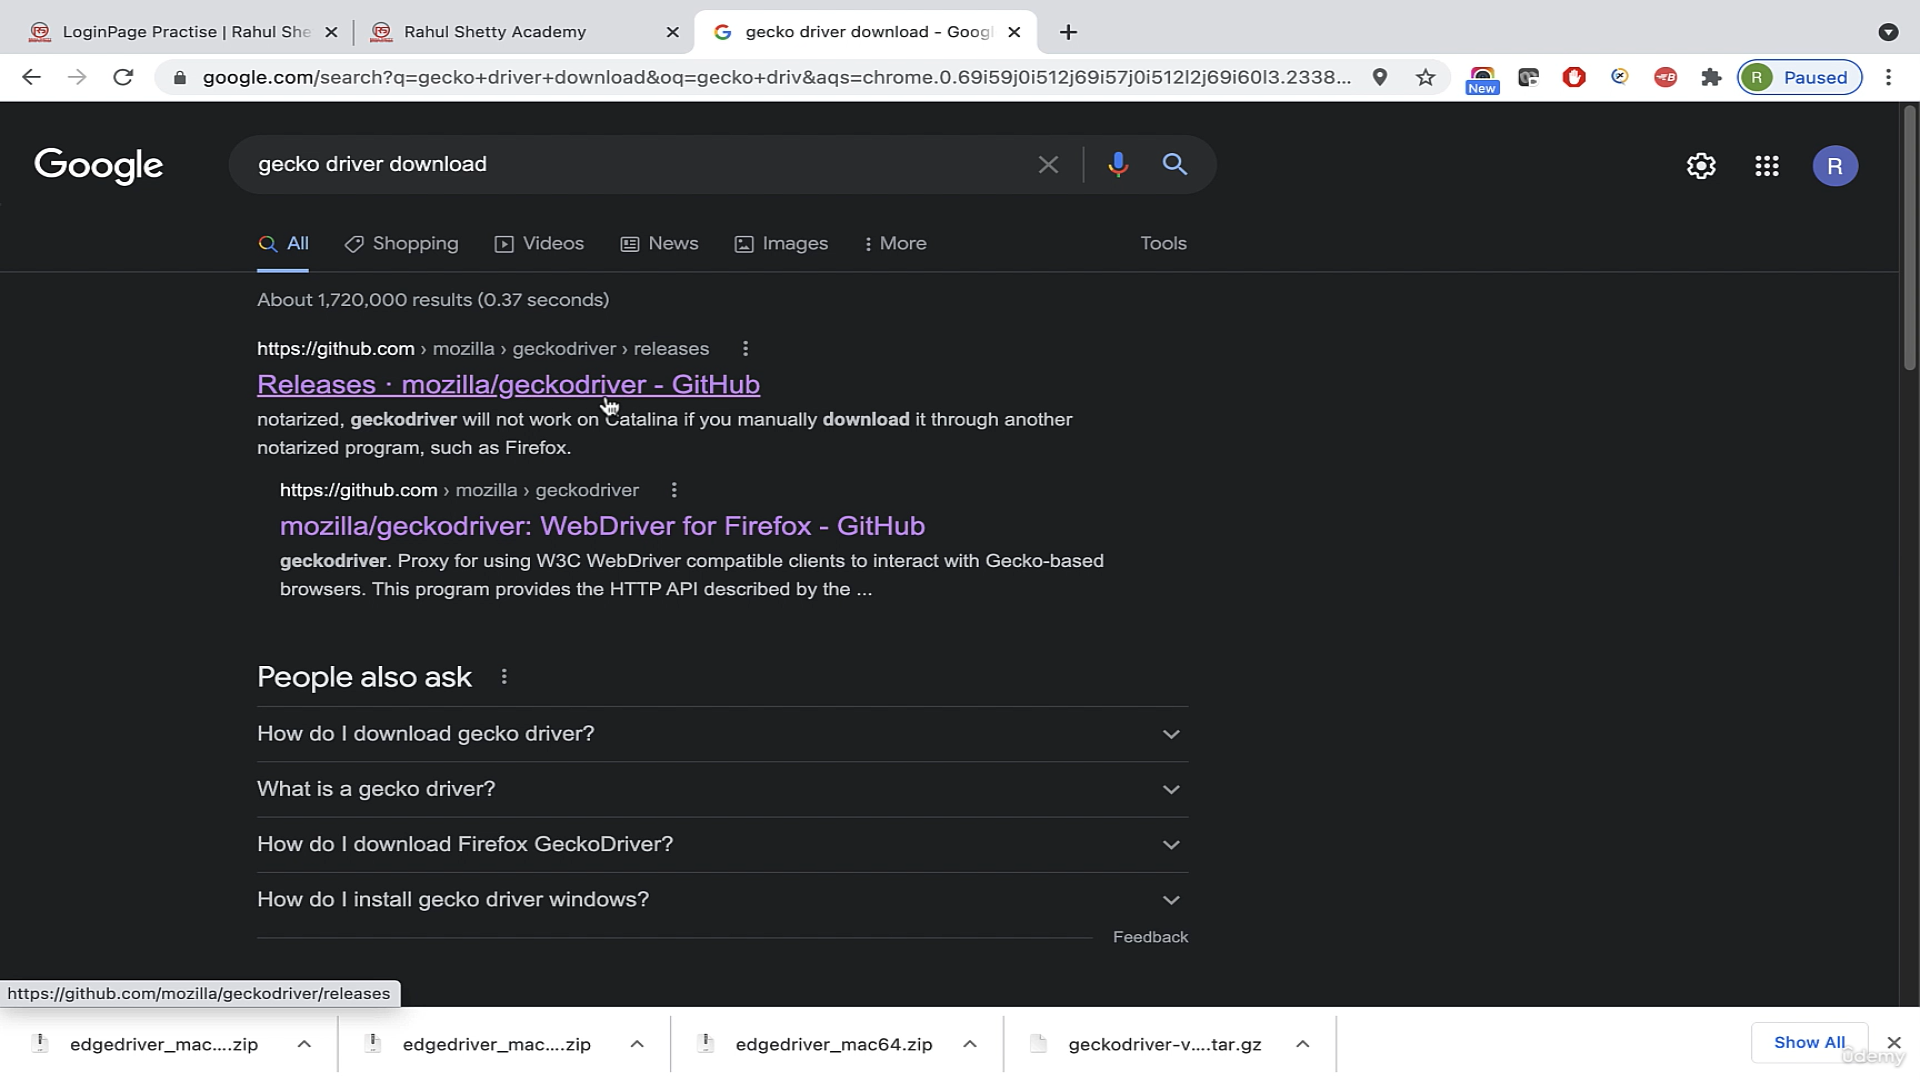 LoginPage Practise | Rahul She
Rahul Shetty Academy
gecko driver download - Googl
google.com/search?q=gecko+driver+download&oq=gecko+driv&aqs=chrome.0.69i59j0i512j69i57j0i512l2j69i60l3.2338...
New
R Paused
Google
gecko driver download
R
All Shopping Videos News Images More Tools
About 1,720,000 results (0.37 seconds)
https://github.com › mozilla › geckodriver › releases
Releases · mozilla/geckodriver - GitHub
notarized, geckodriver will not work on Catalina if you manually download it through another
notarized program, such as Firefox.
https://github.com › mozilla › geckodriver
mozilla/geckodriver: WebDriver for Firefox - GitHub
geckodriver. Proxy for using W3C WebDriver compatible clients to interact with Gecko-based
browsers. This program provides the HTTP API described by the ...
People also ask
How do I download gecko driver?
What is a gecko driver?
How do I download Firefox GeckoDriver?
How do I install gecko driver windows?
Feedback
https://github.com/mozilla/geckodriver/releases
edgedriver_mac....zip
edgedriver_mac....zip
edgedriver_mac64.zip
geckodriver-v....tar.gz
Show All
ûdemy